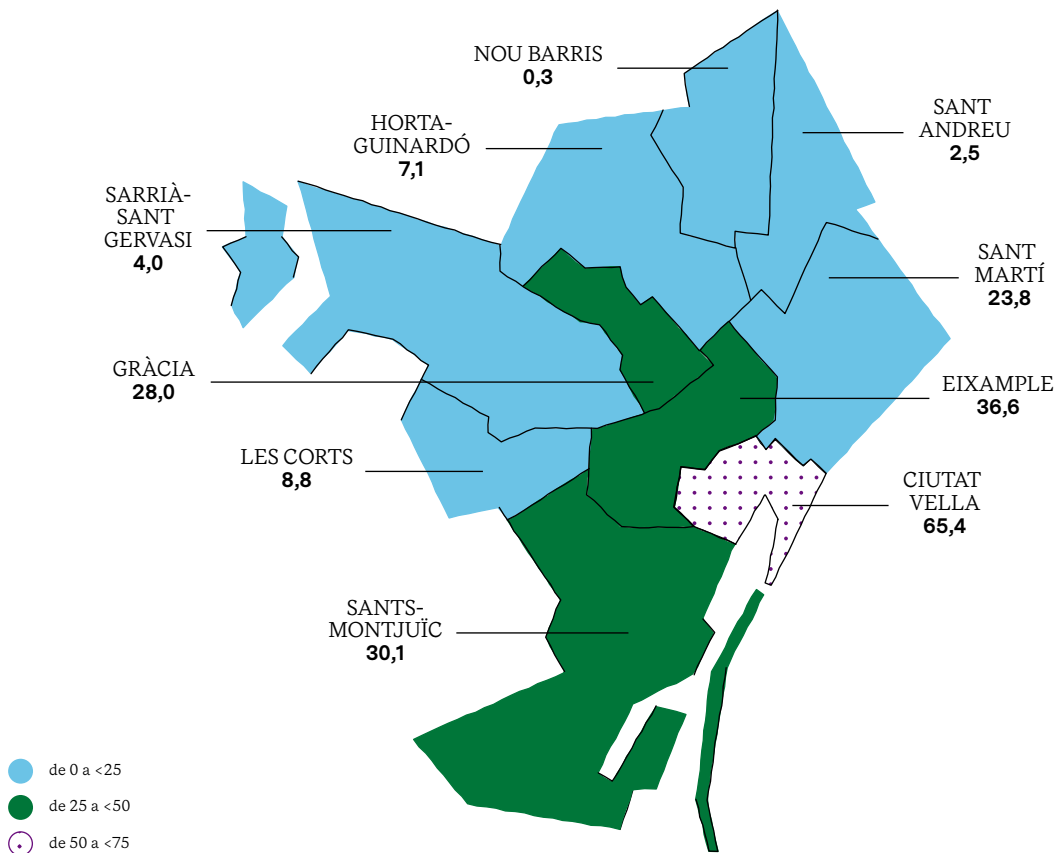 NOU BARRIS
0,3
HORTA-
GUINARDÓ
7,1
SANT
ANDREU
2,5
SARRIÀ-
SANT
GERVASI
4,0
SANT
MARTÍ
23,8
GRÀCIA
28,0
EIXAMPLE
36,6
LES CORTS
8,8
CIUTAT
VELLA
65,4
SANTS-
MONTJUÏC
30,1
de 0 a <25
de 25 a <50
de 50 a <75